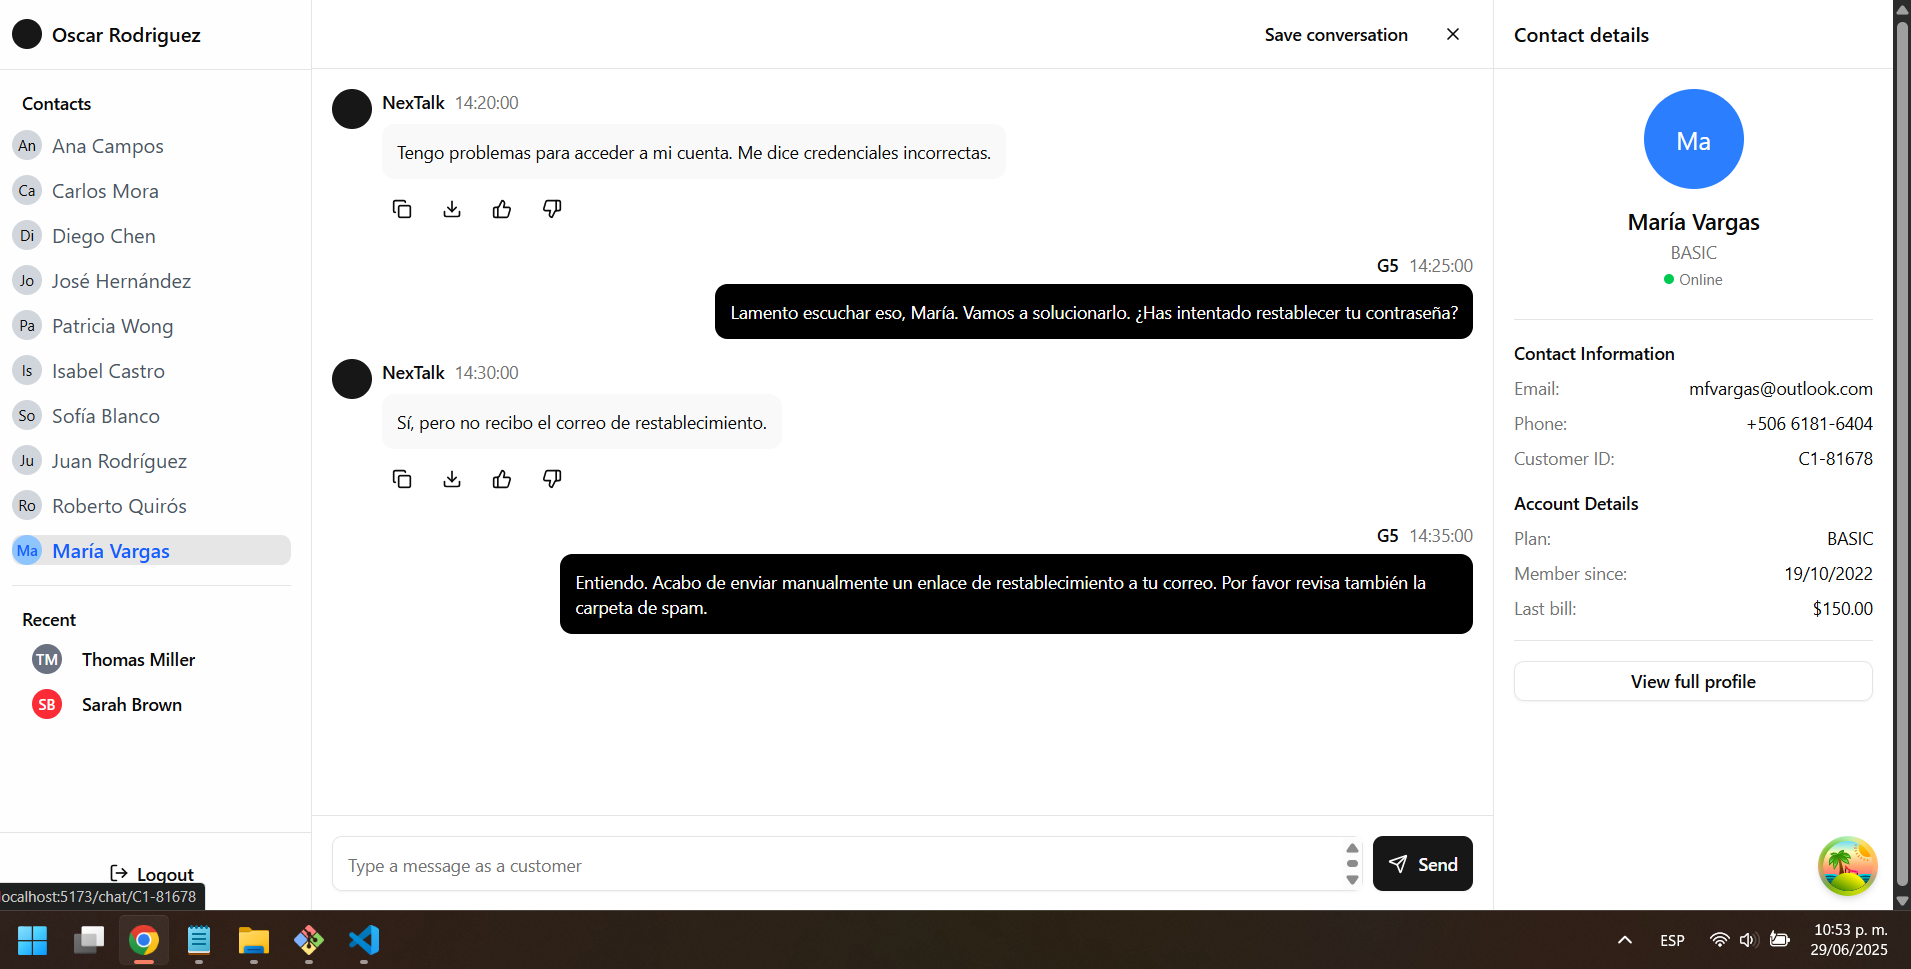 Oscar Rodriguez
Contacts
An Ana Campos
Ca Carlos Mora
Di Diego Chen
Jo José Hernández
Pa Patricia Wong
Is Isabel Castro
So Sofía Blanco
Ju Juan Rodríguez
Ro Roberto Quirós
Ma María Vargas
Recent
TM Thomas Miller
SB Sarah Brown
Logout
localhost:5173/chat/C1-81678
Save conversation
NexTalk 14:20:00
Tengo problemas para acceder a mi cuenta. Me dice credenciales incorrectas.
G5 14:25:00
Lamento escuchar eso, María. Vamos a solucionarlo. ¿Has intentado restablecer tu contraseña?
NexTalk 14:30:00
Sí, pero no recibo el correo de restablecimiento.
G5 14:35:00
Entiendo. Acabo de enviar manualmente un enlace de restablecimiento a tu correo. Por favor revisa también la
carpeta de spam.
Type a message as a customer
Send
Contact details
Ma
María Vargas
BASIC
Online
Contact Information
Email: mfvargas@outlook.com
Phone: +506 6181-6404
Customer ID: C1-81678
Account Details
Plan: BASIC
Member since: 19/10/2022
Last bill: $150.00
View full profile
ESP
10:53 p. m.
29/06/2025